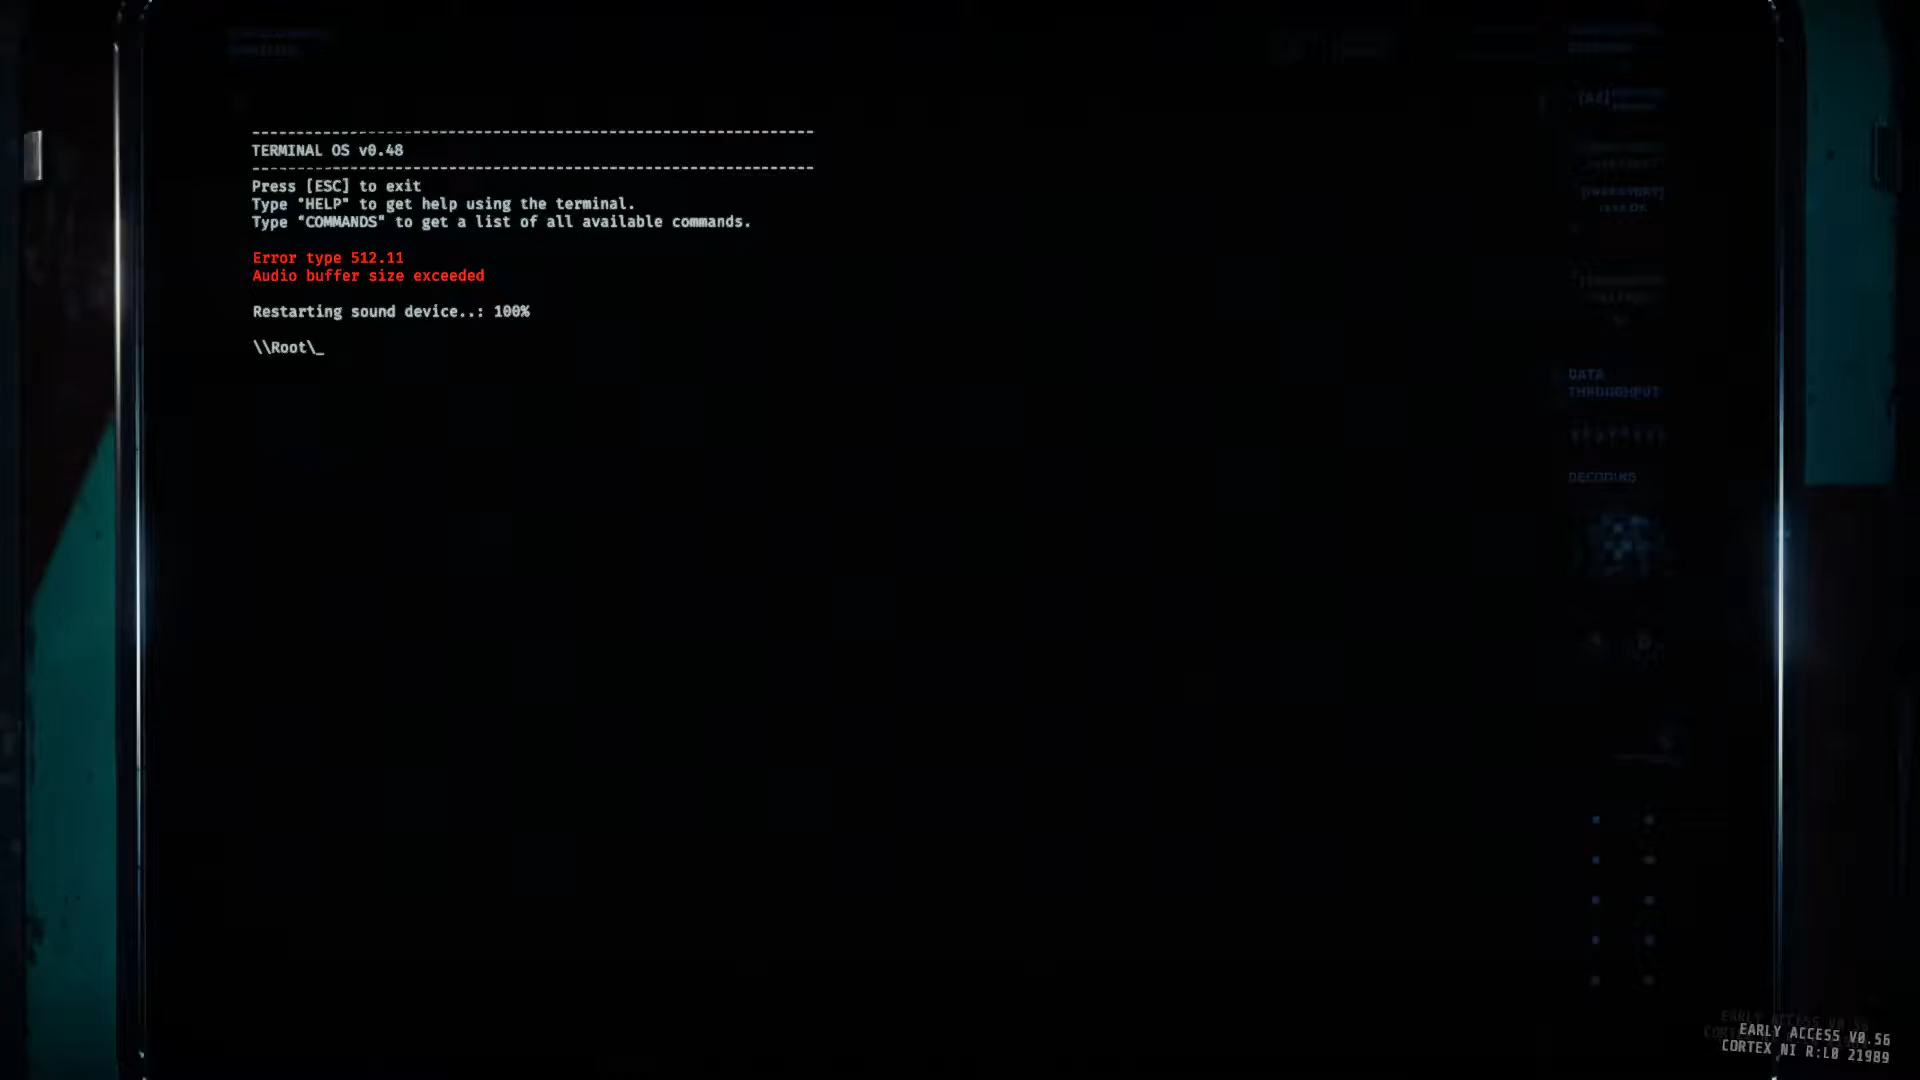 ---------------------------------------------------------------
TERMINAL OS v0.48
---------------------------------------------------------------
Press [ESC] to exit
Type "HELP" to get help using the terminal.
Type "COMMANDS" to get a list of all available commands.
Error type 512.11
Audio buffer size exceeded
Restarting sound device..: 100%
\\Root\_
DATA
THROUGHPUT
DECODING
EARLY ACCESS V0.56
CORTEX NI R:L0 21989